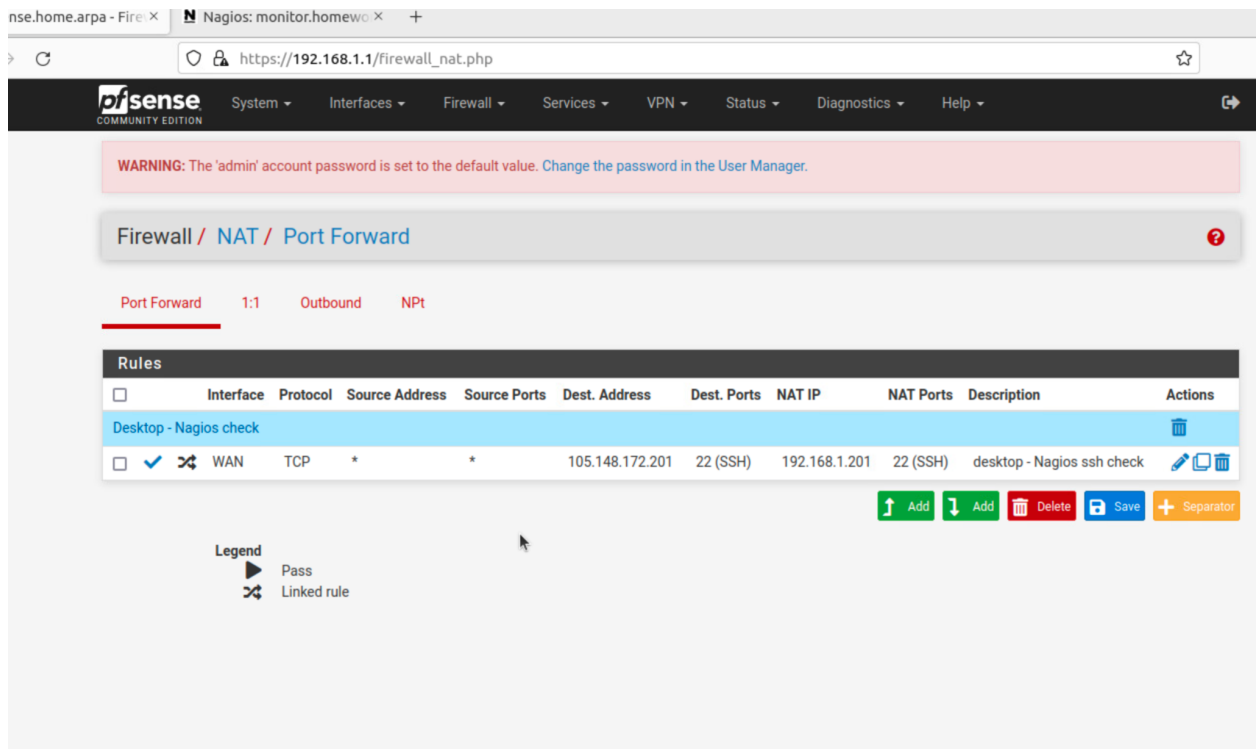 nse.home.arpa - Fire
N Nagios: monitor.homewo
https://192.168.1.1/firewall_nat.php
pfsense
COMMUNITY EDITION
System Interfaces Firewall Services VPN Status Diagnostics Help
WARNING: The 'admin' account password is set to the default value. Change the password in the User Manager.
Firewall / NAT / Port Forward
Port Forward 1:1 Outbound NPt
Rules
Interface Protocol Source Address Source Ports Dest. Address Dest. Ports NAT IP NAT Ports Description Actions
Desktop - Nagios check
WAN TCP * * 105.148.172.201 22 (SSH) 192.168.1.201 22 (SSH) desktop - Nagios ssh check
Add Add Delete Save Separator
Legend
Pass
Linked rule